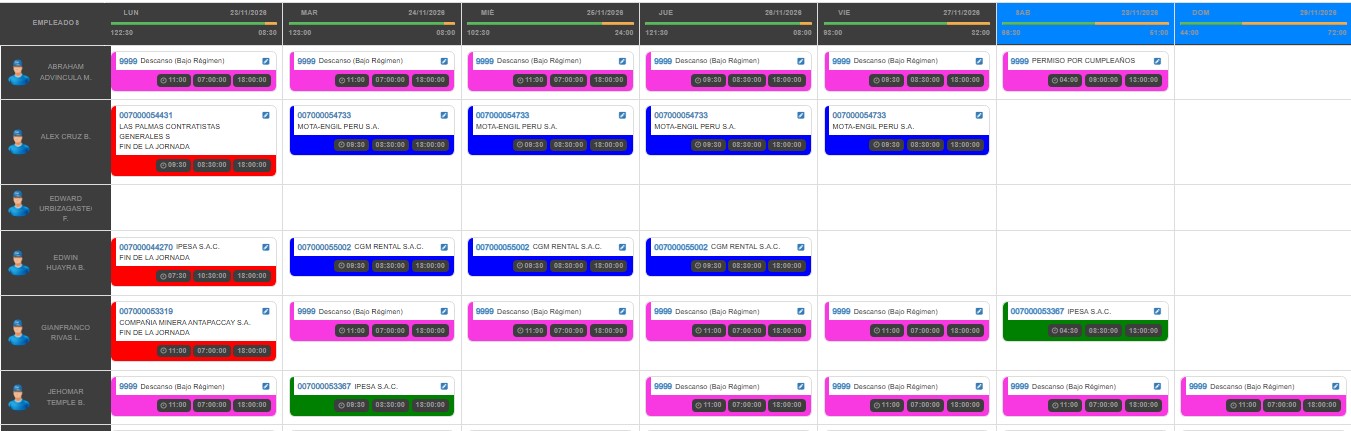 EMPLEADOS
LUN 23/11/2026
122:30 08:30
MAR 24/11/2026
123:00 08:00
MIÉ 25/11/2026
102:30 24:00
JUE 26/11/2026
121:30 08:00
VIE 27/11/2026
93:00 32:00
SAB 28/11/2026
61:00
DOM 29/11/2026
44:00 72:00
ABRAHAM
ADVINCULA M.
9999 Descanso (Bajo Régimen)
11:00 07:00:00 18:00:00
9999 Descanso (Bajo Régimen)
11:00 07:00:00 18:00:00
9999 Descanso (Bajo Régimen)
11:00 07:00:00 18:00:00
9999 Descanso (Bajo Régimen)
09:30 08:30:00 18:00:00
9999 Descanso (Bajo Régimen)
09:30 08:30:00 18:00:00
9999 PERMISO POR CUMPLEAÑOS
04:00 09:00:00 13:00:00
ALEX CRUZ B.
007000054431
LAS PALMAS CONTRATISTAS
GENERALES S
FIN DE LA JORNADA
09:30 08:30:00 18:00:00
007000054733
MOTA-ENGIL PERU S.A.
09:30 08:30:00 18:00:00
007000054733
MOTA-ENGIL PERU S.A.
09:30 08:30:00 18:00:00
007000054733
MOTA-ENGIL PERU S.A.
09:30 08:30:00 18:00:00
007000054733
MOTA-ENGIL PERU S.A.
09:30 08:30:00 18:00:00
EDWARD
URBIZAGASTE
F.
EDWIN
HUAYRA B.
007000044270 IPESA S.A.C.
FIN DE LA JORNADA
07:30 10:30:00 18:00:00
007000055002 CGM RENTAL S.A.C.
09:30 08:30:00 18:00:00
007000055002 CGM RENTAL S.A.C.
09:30 08:30:00 18:00:00
007000055002 CGM RENTAL S.A.C.
09:30 08:30:00 18:00:00
GIANFRANCO
RIVAS L.
007000053319
COMPAÑIA MINERA ANTAPACCAY S.A.
FIN DE LA JORNADA
11:00 07:00:00 18:00:00
9999 Descanso (Bajo Régimen)
11:00 07:00:00 18:00:00
9999 Descanso (Bajo Régimen)
11:00 07:00:00 18:00:00
9999 Descanso (Bajo Régimen)
11:00 07:00:00 18:00:00
9999 Descanso (Bajo Régimen)
11:00 07:00:00 18:00:00
007000053367 IPESA S.A.C.
04:30 08:30:00 13:00:00
JEHOMAR
TEMPLE B.
9999 Descanso (Bajo Régimen)
11:00 07:00:00 18:00:00
007000053367 IPESA S.A.C.
09:30 08:30:00 18:00:00
9999 Descanso (Bajo Régimen)
11:00 07:00:00 18:00:00
9999 Descanso (Bajo Régimen)
11:00 07:00:00 18:00:00
9999 Descanso (Bajo Régimen)
11:00 07:00:00 18:00:00
9999 Descanso (Bajo Régimen)
11:00 07:00:00 18:00:00